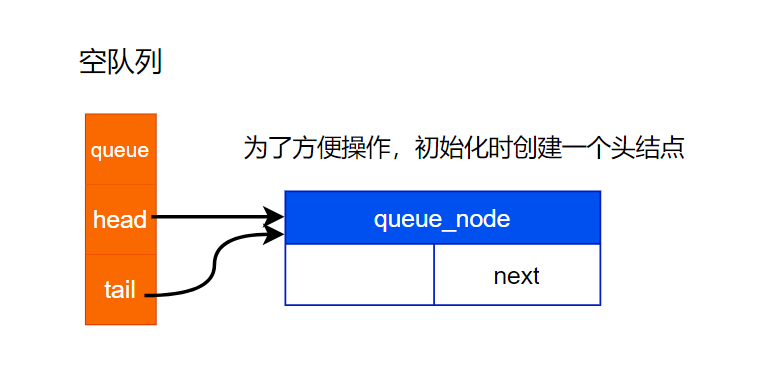 空队列
queue
为了方便操作，初始化时创建一个头结点
head
queue_node
tail
next